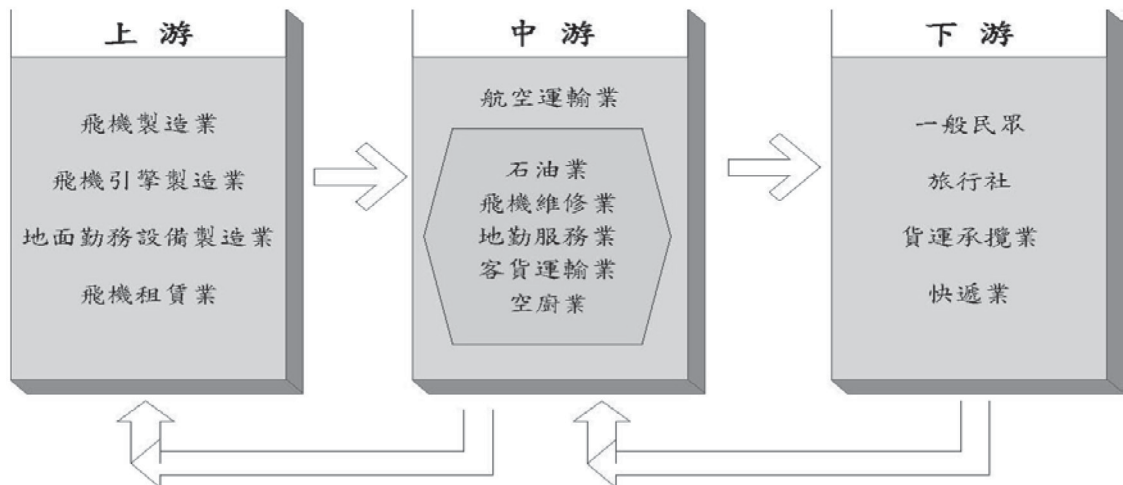 上游
飛機製造業
飛機引擎製造業
地面勤務設備製造業
飛機租賃業
中游
航空運輸業
石油業
飛機維修業
地勤服務業
客貨運輸業
空廚業
下游
一般民眾
旅行社
貨運承攬業
快遞業